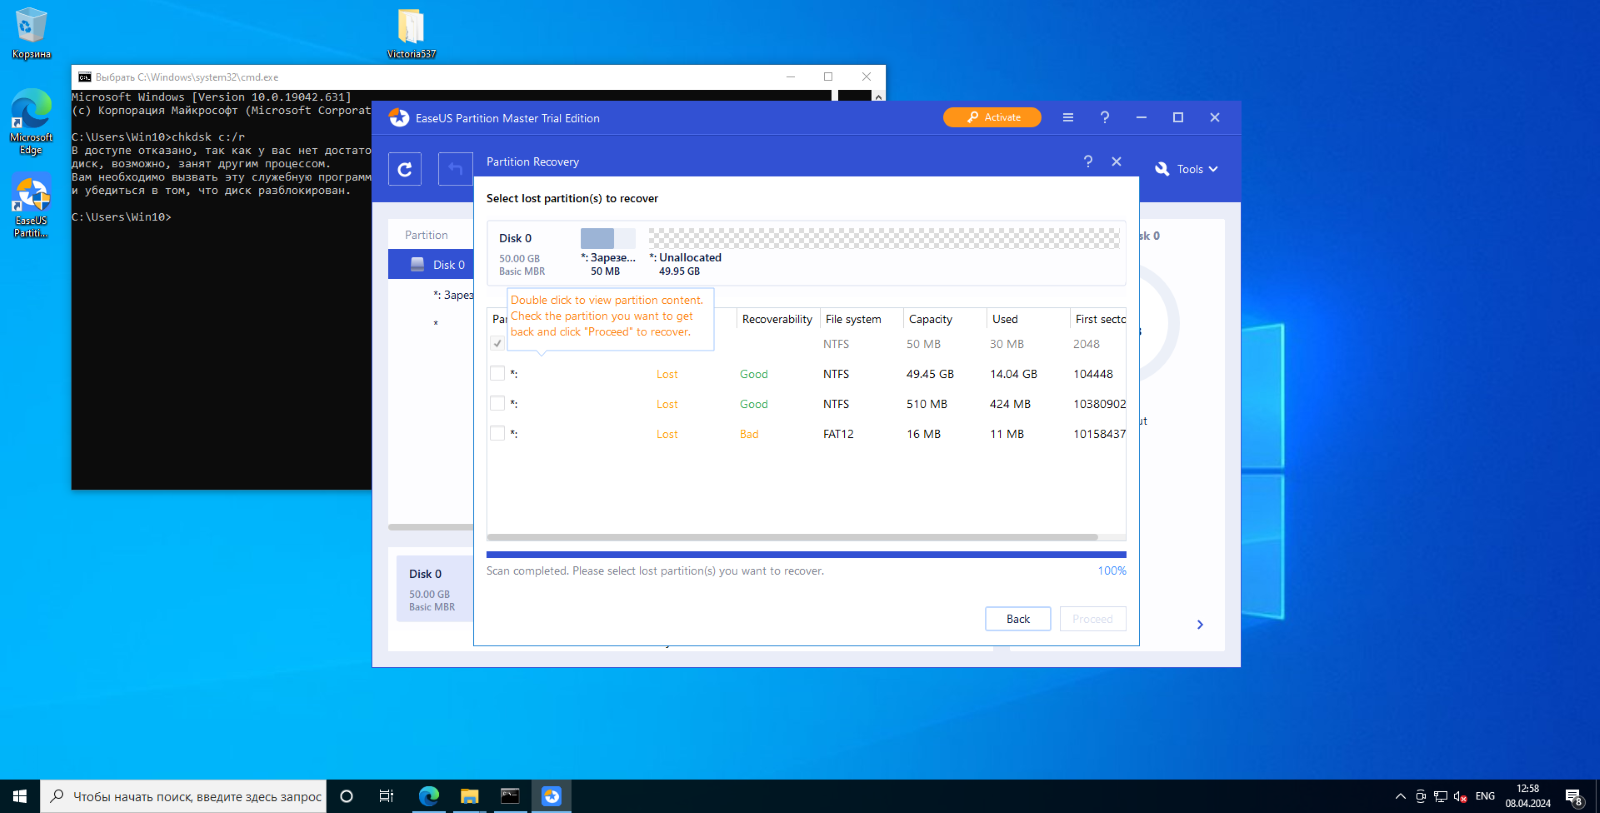 Корзина
Victoria537
Microsoft
Edge
EaseUS
Partiti...
Выбрать C:\Windows\system32\cmd.exe
Microsoft Windows [Version 10.0.19042.631]
(c) Корпорация Майкрософт (Microsoft Corporat
C:\Users\Win10>chkdsk c:/r
В доступе отказано, так как у вас нет достато
диск, возможно, занят другим процессом.
Вам необходимо вызвать эту служебную программ
и убедиться в том, что диск разблокирован.
C:\Users\Win10>
EaseUS Partition Master Trial Edition
Activate
Tools
Partition
Disk 0
*: Зарез
*
Disk 0
50.00 GB
Basic MBR
sk 0
ut
Partition Recovery
Select lost partition(s) to recover
Disk 0
50.00 GB
Basic MBR
*: Зарезе...
50 MB
*: Unallocated
49.95 GB
Double click to view partition content.
Check the partition you want to get
back and click "Proceed" to recover.
Par Recoverability File system Capacity Used First secto
NTFS 50 MB 30 MB 2048
*: Lost Good NTFS 49.45 GB 14.04 GB 104448
*: Lost Good NTFS 510 MB 424 MB 10380902
*: Lost Bad FAT12 16 MB 11 MB 10158437
Scan completed. Please select lost partition(s) you want to recover.
100%
Back
Proceed
Чтобы начать поиск, введите здесь запрос
ENG
12:58
08.04.2024
8